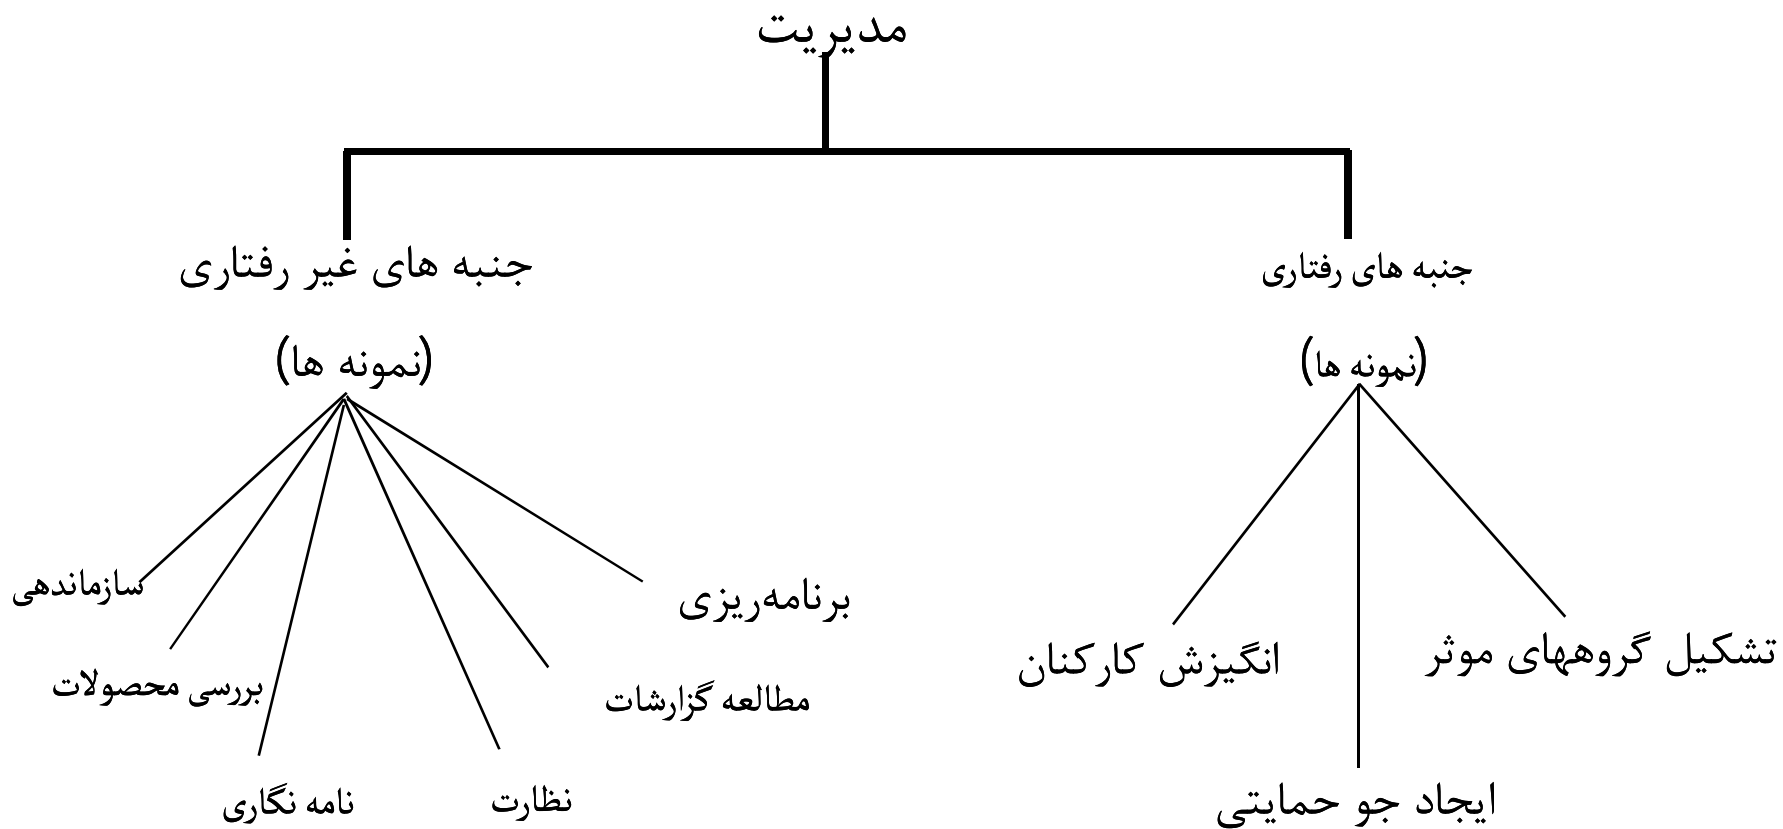 مدیریت
جنبه های رفتاری
(نمونه ها)
تشکیل گروههای موثر
انگیزش کارکنان
ایجاد جو حمایتی
جنبه های غیر رفتاری
(نمونه ها)
برنامه‌ریزی
مطالعه گزارشات
نظارت
نامه نگاری
بررسی محصولات
سازماندهی